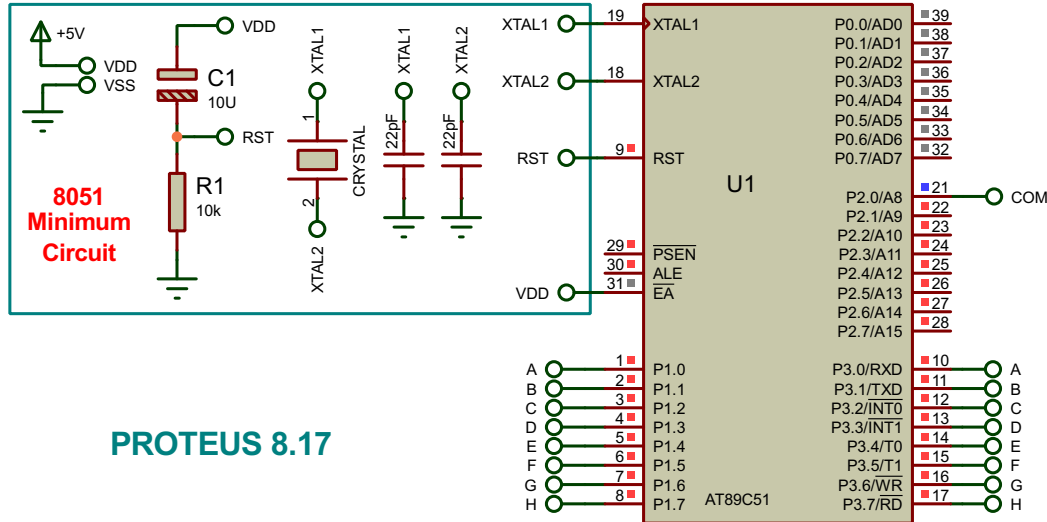 +5V
VDD
VSS
VDD
C1
10U
RST
R1
10k
8051
Minimum
Circuit
XTAL1
1
CRYSTAL
2
XTAL2
XTAL1
22pF
XTAL2
22pF
XTAL1 19 XTAL1
XTAL2 18 XTAL2
RST 9 RST
29 PSEN
30 ALE
VDD 31 EA
A 1 P1.0
B 2 P1.1
C 3 P1.2
D 4 P1.3
E 5 P1.4
F 6 P1.5
G 7 P1.6
H 8 P1.7
U1
AT89C51
P0.0/AD0 39
P0.1/AD1 38
P0.2/AD2 37
P0.3/AD3 36
P0.4/AD4 35
P0.5/AD5 34
P0.6/AD6 33
P0.7/AD7 32
P2.0/A8 21 COM
P2.1/A9 22
P2.2/A10 23
P2.3/A11 24
P2.4/A12 25
P2.5/A13 26
P2.6/A14 27
P2.7/A15 28
P3.0/RXD 10 A
P3.1/TXD 11 B
P3.2/INT0 12 C
P3.3/INT1 13 D
P3.4/T0 14 E
P3.5/T1 15 F
P3.6/WR 16 G
P3.7/RD 17 H
PROTEUS 8.17